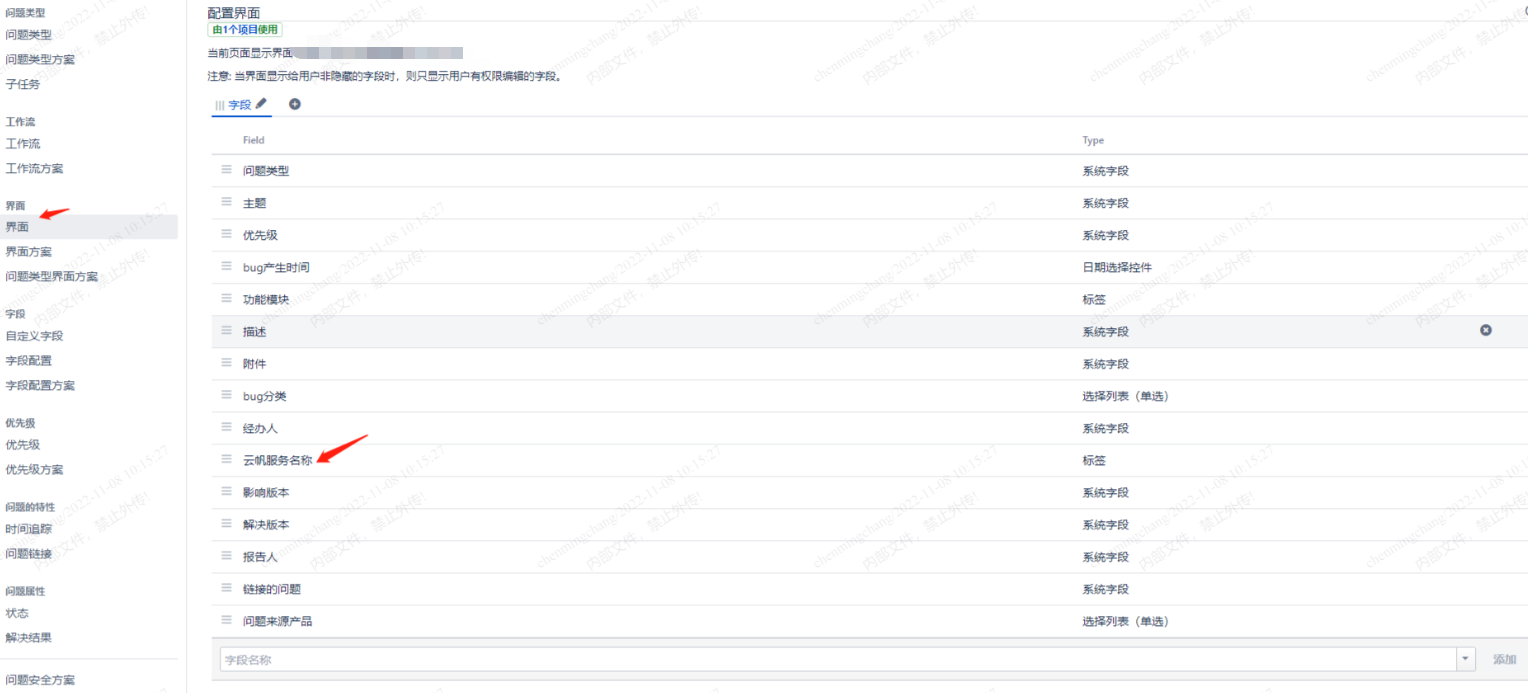 问题类型
问题类型
问题类型方案
子任务
工作流
工作流
工作流方案
界面
界面
界面方案
问题类型界面方案
字段
自定义字段
字段配置
字段配置方案
优先级
优先级
优先级方案
问题的特性
时间追踪
问题链接
问题属性
状态
解决结果
问题安全方案
配置界面
由1个项目使用
当前页面显示界面
注意: 当界面显示给用户非隐藏的字段时，则只显示用户有权限编辑的字段。
字段
Field Type
问题类型 系统字段
主题 系统字段
优先级 系统字段
bug产生时间 日期选择控件
功能模块 标签
描述 系统字段
附件 系统字段
bug分类 选择列表（单选）
经办人 系统字段
云帆服务名称 标签
影响版本 系统字段
解决版本 系统字段
报告人 系统字段
链接的问题 系统字段
问题来源产品 选择列表（单选）
字段名称 添加
chenmingchang 2022-11-08 10:15:27
内部文件，禁止外传!